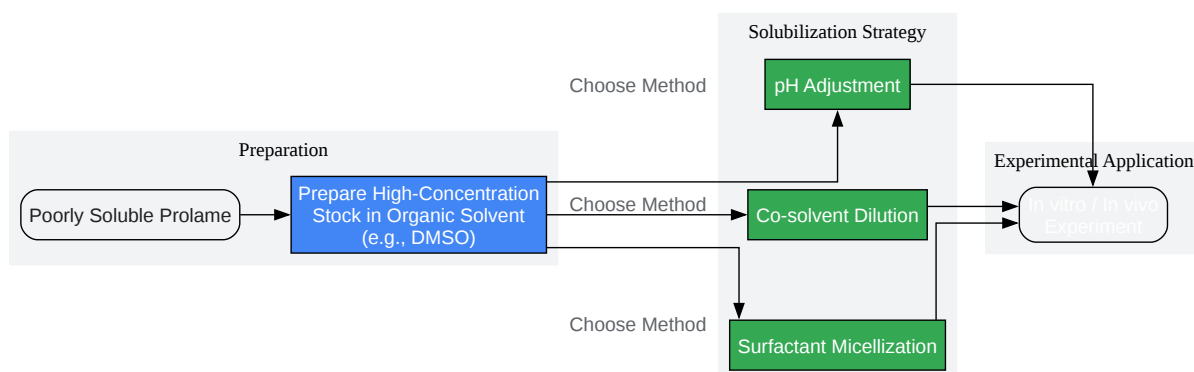 Solubilization Strategy
Choose Method
pH Adjustment
Preparation
Experimental Application
Poorly Soluble Prolame
Prepare High-Concentration
Stock in Organic Solvent
(e.g., DMSO)
Choose Method
Co-solvent Dilution
In vitro / In vivo
Experiment
Choose Method
Surfactant Micellization